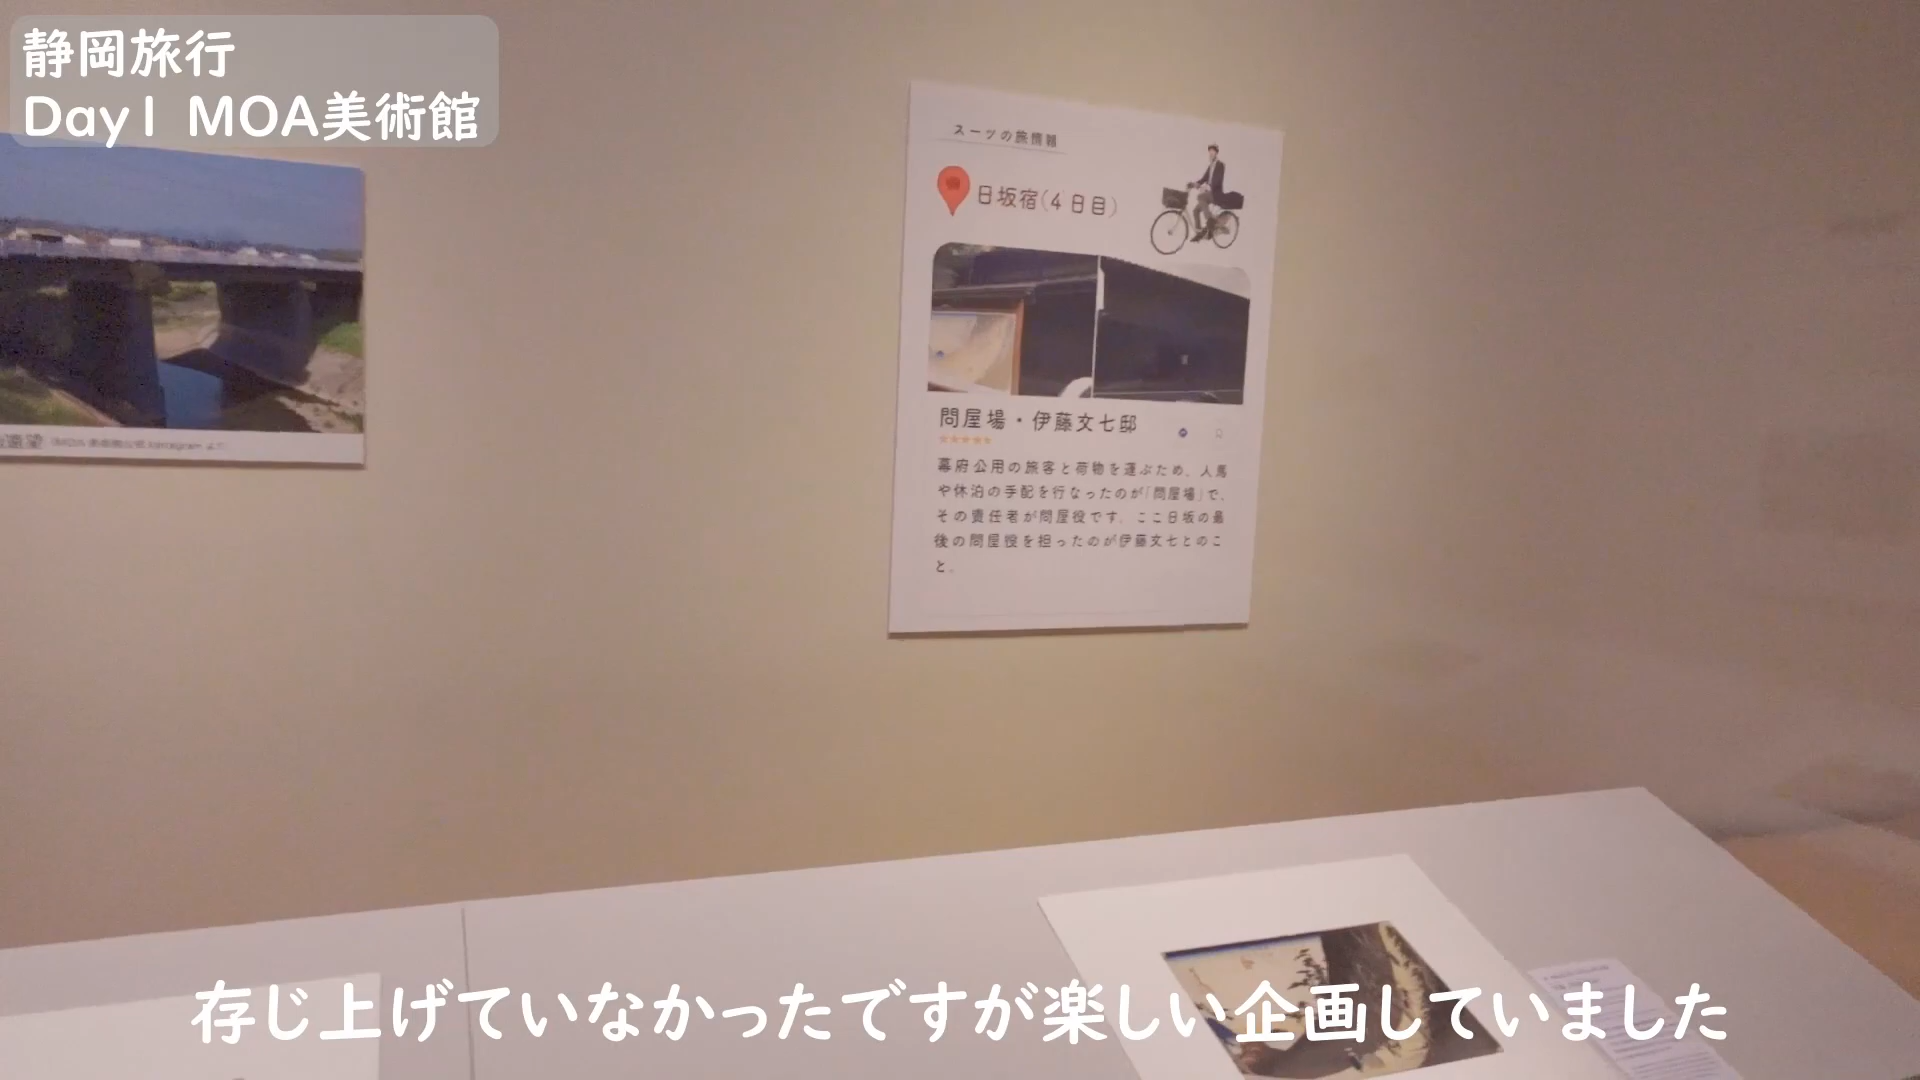 静岡旅行
Day1 MOA美術館
スーツの旅情報
日坂宿(4日目)
問屋場・伊藤文七邸
幕府公用の旅客と荷物を運ぶため、人馬
や休泊の手配を行なったのが「問屋場」で、
その責任者が問屋役です。ここ日坂の最
後の問屋役を担ったのが伊藤文七とのこ
と。
存じ上げていなかったですが楽しい企画していました